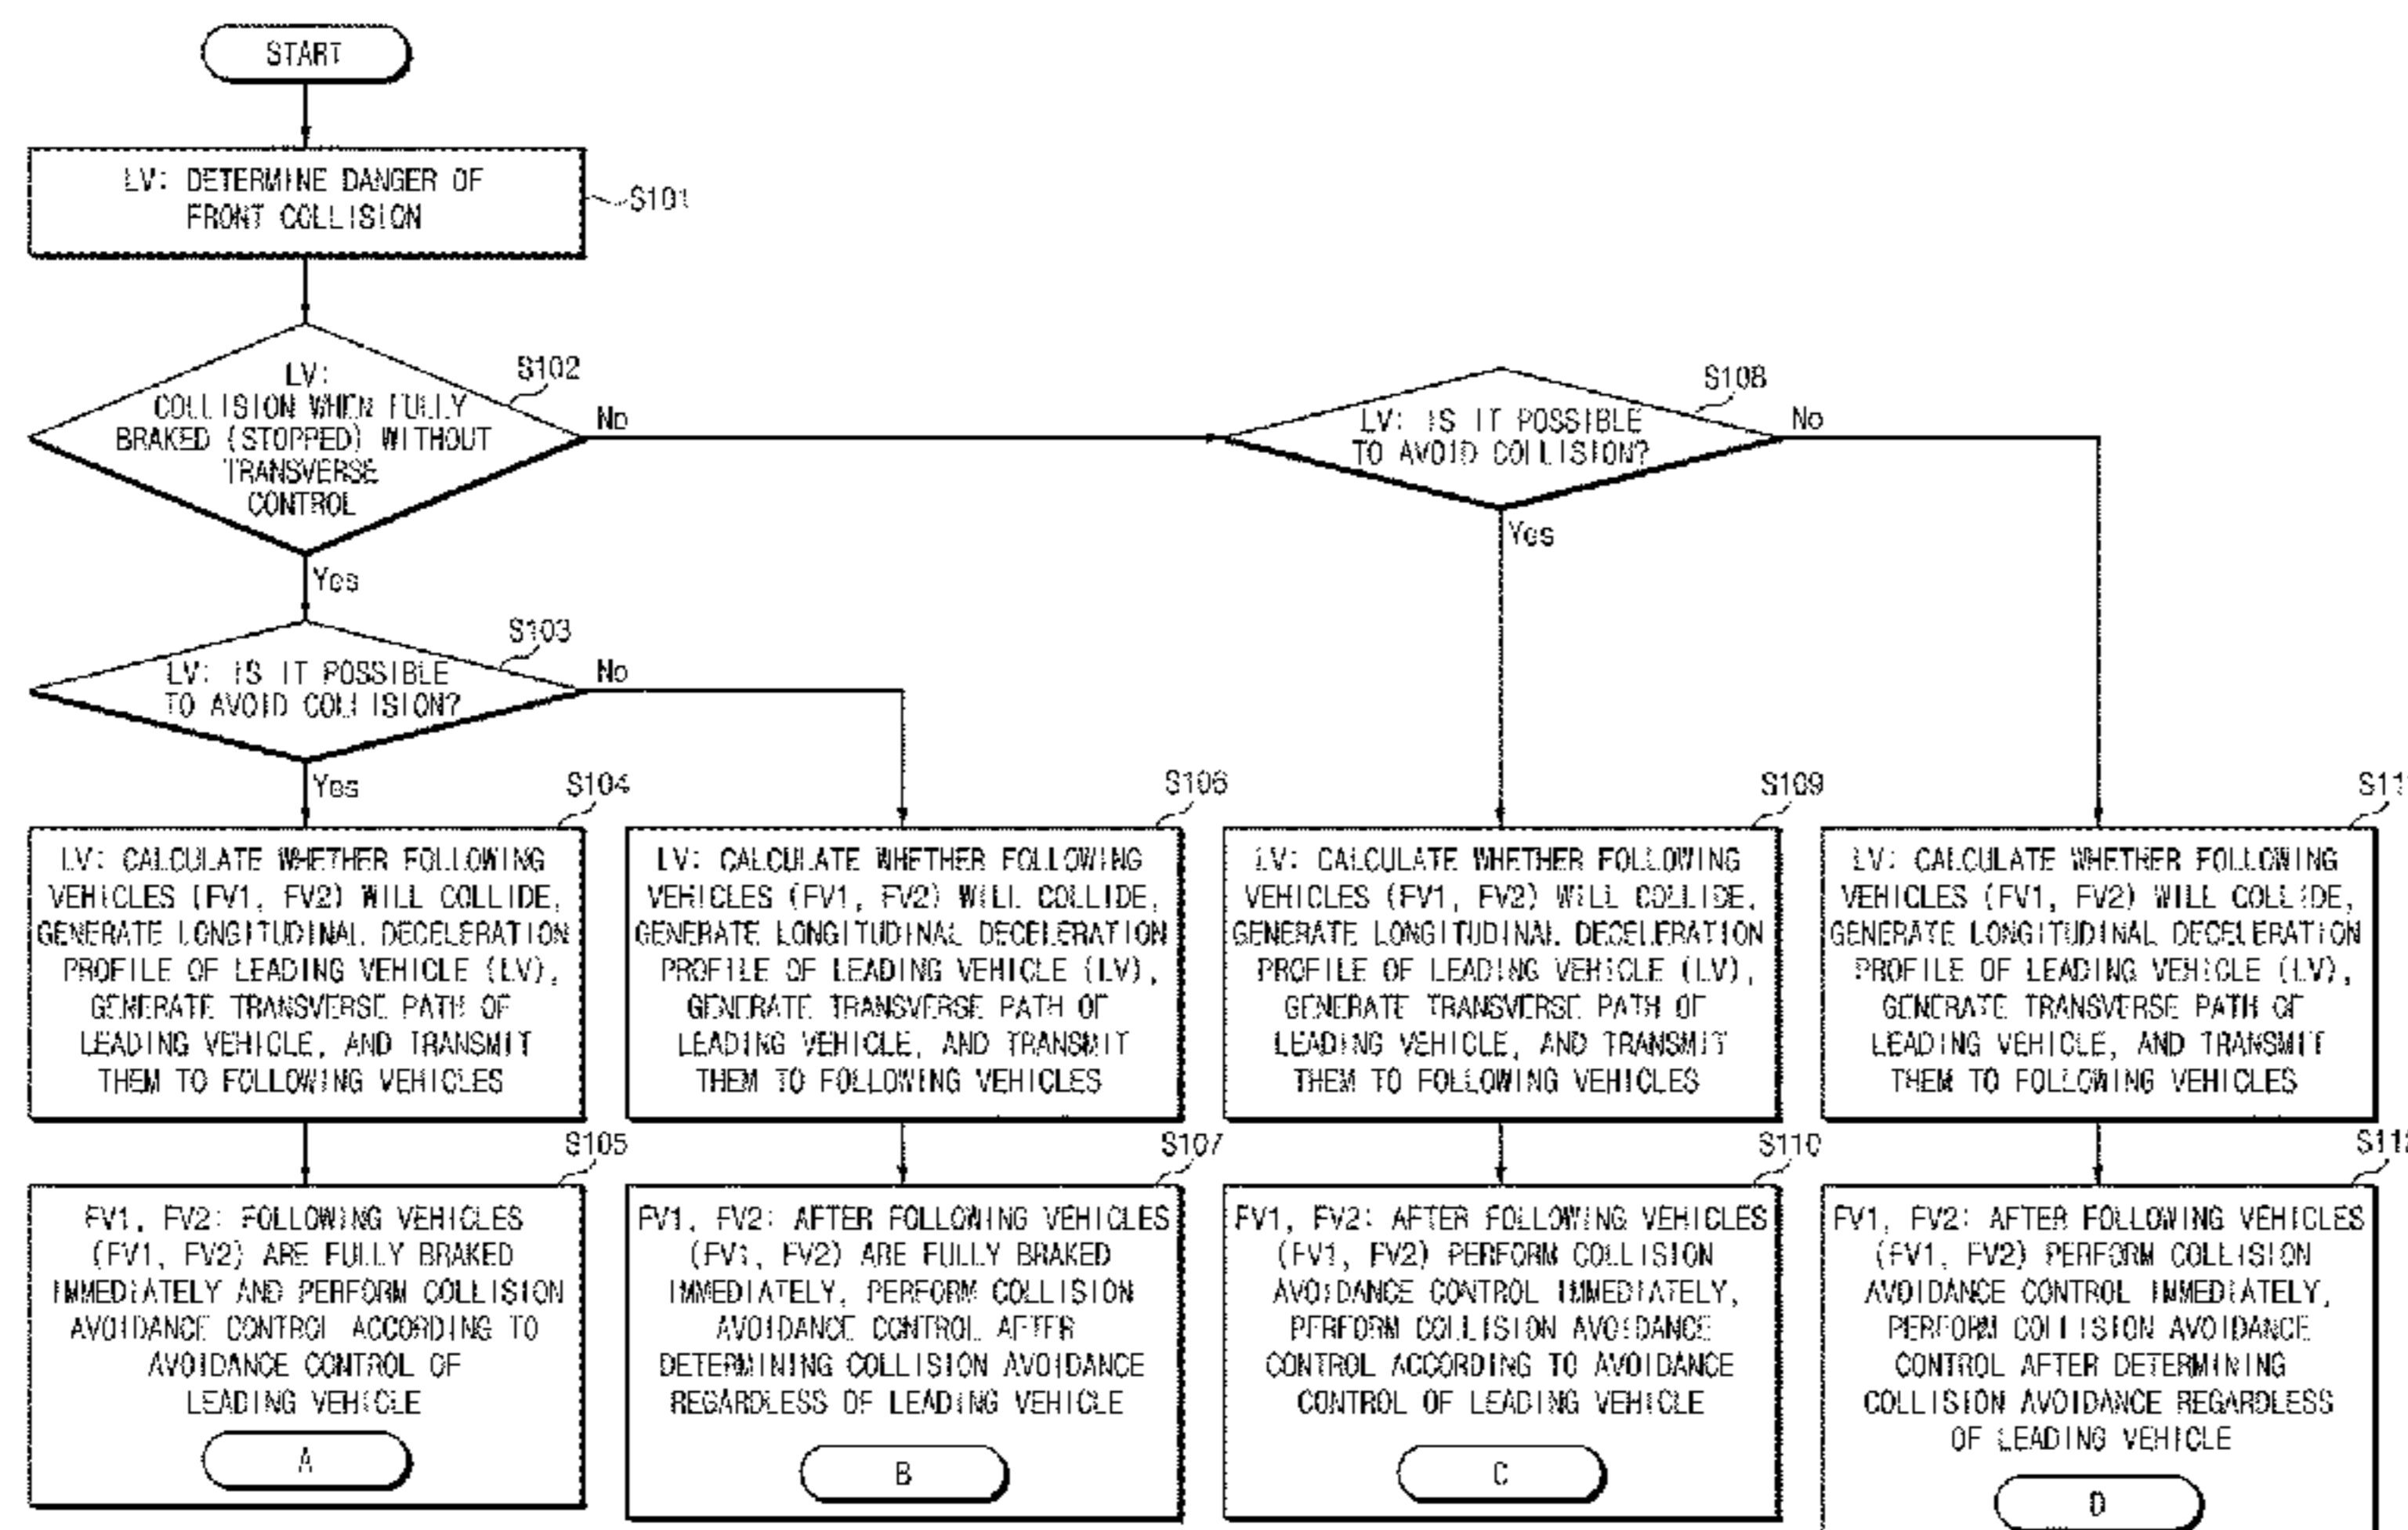 START
LV: DETERMINE DANGER OF
FRONT COLLISION
S101
LV:
COLLISION WHEN FULLY
BRAKED (STOPPED) WITHOUT
TRANSVERSE
CONTROL
S102
No
Yes
LV: IS IT POSSIBLE
TO AVOID COLLISION?
S108
No
Yes
LV: IS IT POSSIBLE
TO AVOID COLLISION?
S103
No
Yes
S104
LV: CALCULATE WHETHER FOLLOWING
VEHICLES (FV1, FV2) WILL COLLIDE,
GENERATE LONGITUDINAL DECELERATION
PROFILE OF LEADING VEHICLE (LV),
GENERATE TRANSVERSE PATH OF
LEADING VEHICLE, AND TRANSMIT
THEM TO FOLLOWING VEHICLES
S106
LV: CALCULATE WHETHER FOLLOWING
VEHICLES (FV1, FV2) WILL COLLIDE,
GENERATE LONGITUDINAL DECELERATION
PROFILE OF LEADING VEHICLE (LV),
GENERATE TRANSVERSE PATH OF
LEADING VEHICLE, AND TRANSMIT
THEM TO FOLLOWING VEHICLES
S109
LV: CALCULATE WHETHER FOLLOWING
VEHICLES (FV1, FV2) WILL COLLIDE,
GENERATE LONGITUDINAL DECELERATION
PROFILE OF LEADING VEHICLE (LV),
GENERATE TRANSVERSE PATH OF
LEADING VEHICLE, AND TRANSMIT
THEM TO FOLLOWING VEHICLES
LV: CALCULATE WHETHER FOLLOWING
VEHICLES (FV1, FV2) WILL COLLIDE,
GENERATE LONGITUDINAL DECELERATION
PROFILE OF LEADING VEHICLE (LV),
GENERATE TRANSVERSE PATH OF
LEADING VEHICLE, AND TRANSMIT
THEM TO FOLLOWING VEHICLES
S105
FV1, FV2: FOLLOWING VEHICLES
(FV1, FV2) ARE FULLY BRAKED
IMMEDIATELY AND PERFORM COLLISION
AVOIDANCE CONTROL ACCORDING TO
AVOIDANCE CONTROL OF
LEADING VEHICLE
A
S107
FV1, FV2: AFTER FOLLOWING VEHICLES
(FV1, FV2) ARE FULLY BRAKED
IMMEDIATELY, PERFORM COLLISION
AVOIDANCE CONTROL AFTER
DETERMINING COLLISION AVOIDANCE
REGARDLESS OF LEADING VEHICLE
B
S110
FV1, FV2: AFTER FOLLOWING VEHICLES
(FV1, FV2) PERFORM COLLISION
AVOIDANCE CONTROL IMMEDIATELY,
PERFORM COLLISION AVOIDANCE
CONTROL ACCORDING TO AVOIDANCE
CONTROL OF LEADING VEHICLE
C
FV1, FV2: AFTER FOLLOWING VEHICLES
(FV1, FV2) PERFORM COLLISION
AVOIDANCE CONTROL IMMEDIATELY,
PERFORM COLLISION AVOIDANCE
CONTROL AFTER DETERMINING
COLLISION AVOIDANCE REGARDLESS
OF LEADING VEHICLE
D